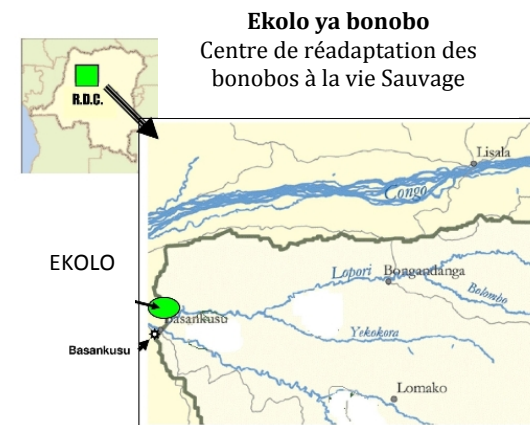 Ekolo ya bonobo
Centre de réadaptation des
bonobos à la vie Sauvage
R.D.C.
Lisala
Congo
EKOLO
Lopori
Bongandanga
Bolombo
Basankusu
Yekokora
Basankusu
Lomako